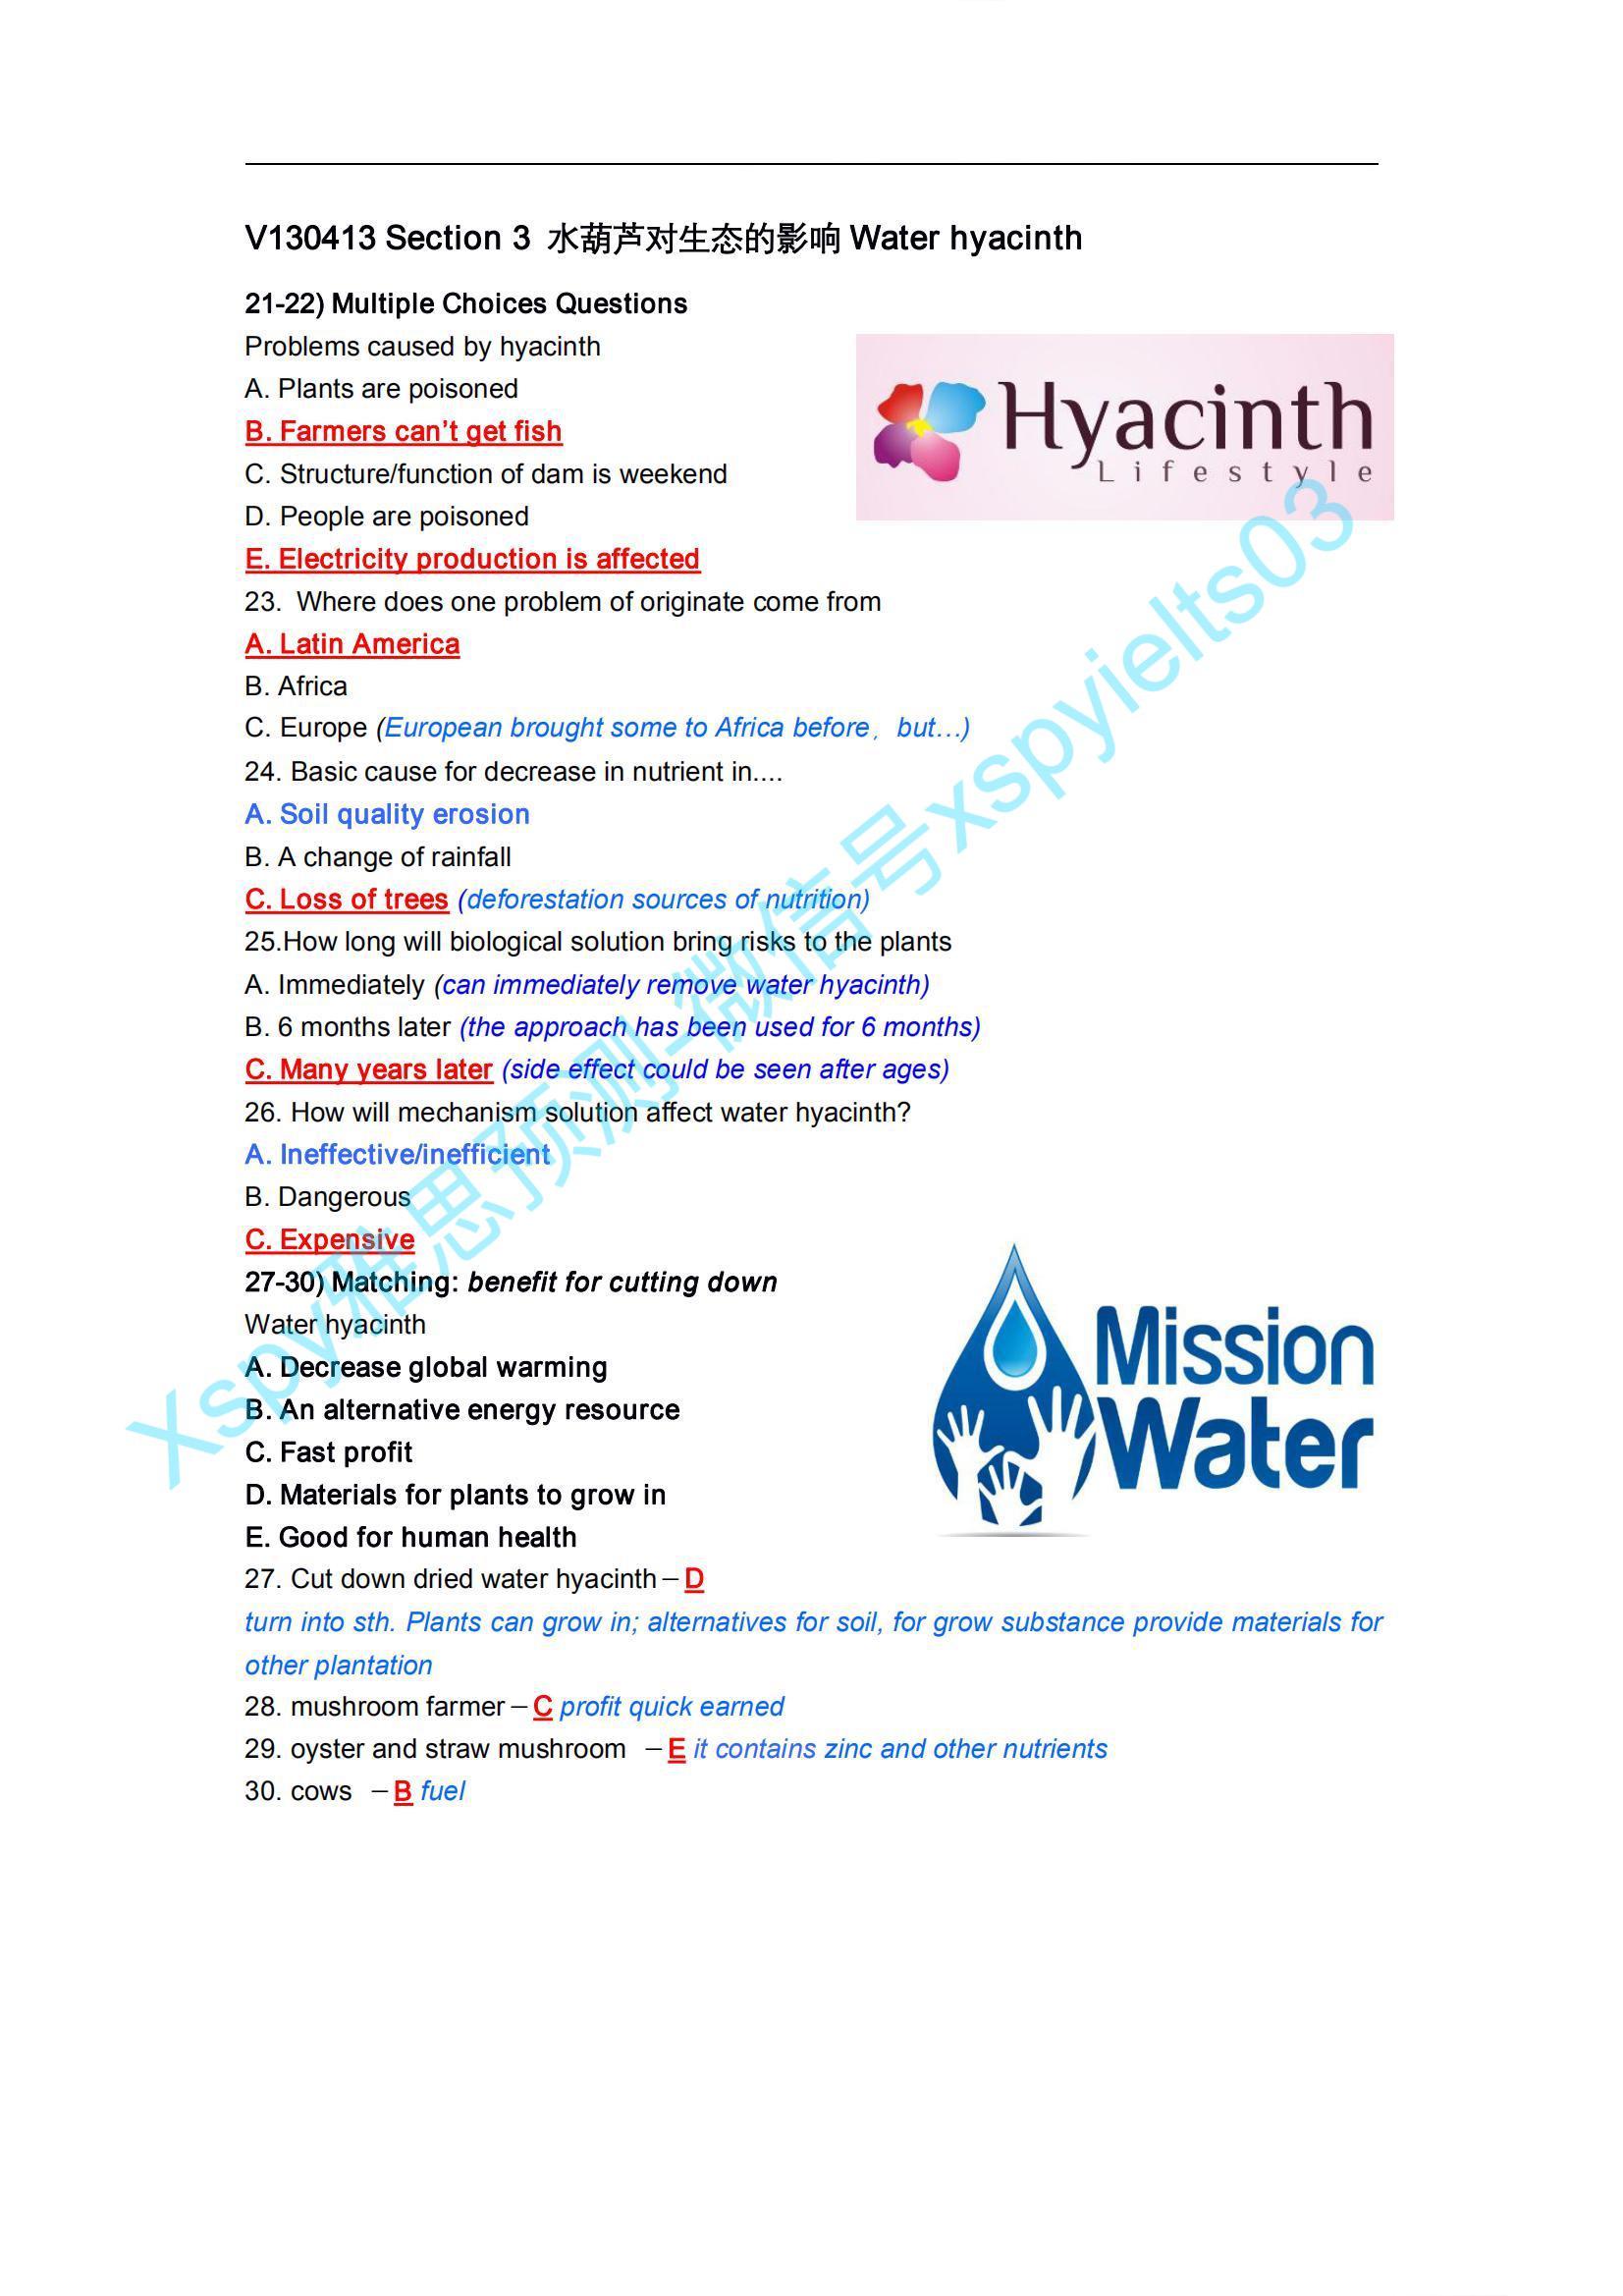 V130413 Section 3 水葫芦对生态的影响 Water hyacinth
21-22) Multiple Choices Questions
Problems caused by hyacinth
A. Plants are poisoned
B. Farmers can't get fish
C. Structure/function of dam is weekend
D. People are poisoned
E. Electricity production is affected
Hyacinth
Lifestyle
23. Where does one problem of originate come from
A. Latin America
B. Africa
C. Europe (European brought some to Africa before, but…)
24. Basic cause for decrease in nutrient in....
A. Soil quality erosion
B. A change of rainfall
C. Loss of trees (deforestation sources of nutrition)
25.How long will biological solution bring risks to the plants
A. Immediately (can immediately remove water hyacinth)
B. 6 months later (the approach has been used for 6 months)
C. Many years later (side effect could be seen after ages)
26. How will mechanism solution affect water hyacinth?
A. Ineffective/inefficient
B. Dangerous
C. Expensive
27-30) Matching: benefit for cutting down
Water hyacinth
A. Decrease global warming
B. An alternative energy resource
C. Fast profit
D. Materials for plants to grow in
E. Good for human health
Mission
Water
27. Cut down dried water hyacinth – D
turn into sth. Plants can grow in; alternatives for soil, for grow substance provide materials for
other plantation
28. mushroom farmer – C profit quick earned
29. oyster and straw mushroom – E it contains zinc and other nutrients
30. cows – B fuel
Xspy雅思预测-微信号xspyielts03